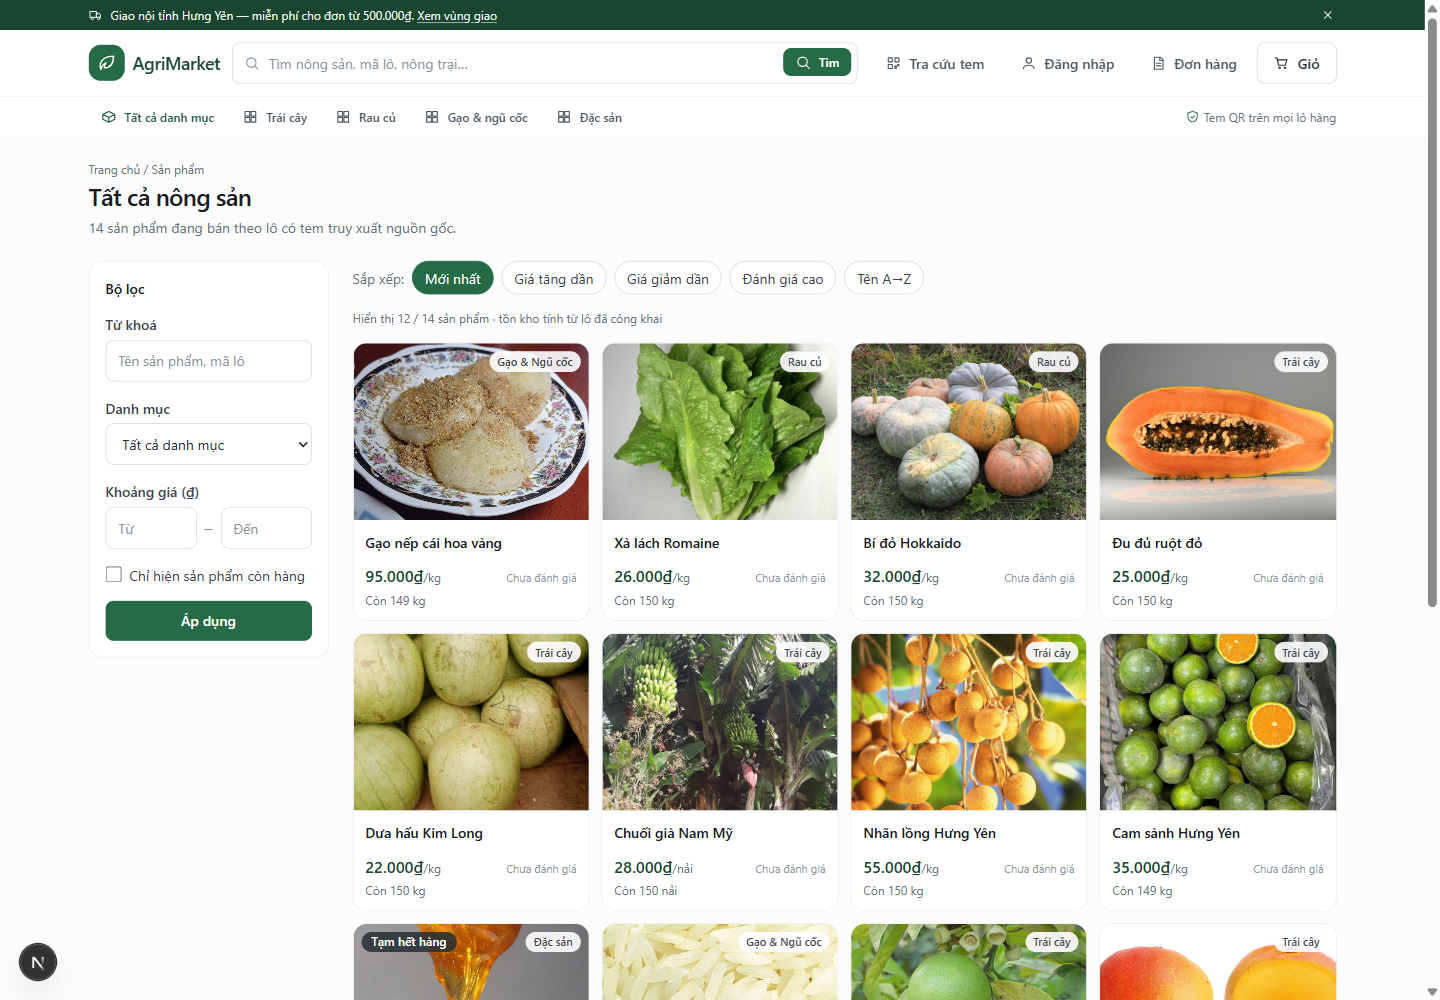 Giao nội tỉnh Hưng Yên — miễn phí cho đơn từ 500.000₫. Xem vùng giao
AgriMarket
Tìm nông sản, mã lô, nông trại...
Tìm
Tra cứu tem
Đăng nhập
Đơn hàng
Giỏ
Tất cả danh mục
Trái cây
Rau củ
Gạo & ngũ cốc
Đặc sản
Tem QR trên mọi lô hàng
Trang chủ / Sản phẩm
Tất cả nông sản
14 sản phẩm đang bán theo lô có tem truy xuất nguồn gốc.
Bộ lọc
Từ khoá
Tên sản phẩm, mã lô
Danh mục
Tất cả danh mục
Khoảng giá (₫)
Từ
–
Đến
Chỉ hiện sản phẩm còn hàng
Áp dụng
Sắp xếp:
Mới nhất
Giá tăng dần
Giá giảm dần
Đánh giá cao
Tên A→Z
Hiển thị 12 / 14 sản phẩm · tồn kho tính từ lô đã công khai
Gạo & Ngũ cốc
Gạo nếp cái hoa vàng
95.000₫/kg
Chưa đánh giá
Còn 149 kg
Rau củ
Xà lách Romaine
26.000₫/kg
Chưa đánh giá
Còn 150 kg
Rau củ
Bí đỏ Hokkaido
32.000₫/kg
Chưa đánh giá
Còn 150 kg
Trái cây
Đu đủ ruột đỏ
25.000₫/kg
Chưa đánh giá
Còn 150 kg
Trái cây
Dưa hấu Kim Long
22.000₫/kg
Chưa đánh giá
Còn 150 kg
Trái cây
Chuối già Nam Mỹ
28.000₫/nải
Chưa đánh giá
Còn 150 nải
Trái cây
Nhãn lồng Hưng Yên
55.000₫/kg
Chưa đánh giá
Còn 150 kg
Trái cây
Cam sành Hưng Yên
35.000₫/kg
Chưa đánh giá
Còn 149 kg
Tạm hết hàng
Đặc sản
Gạo & Ngũ cốc
Trái cây
Trái cây
N